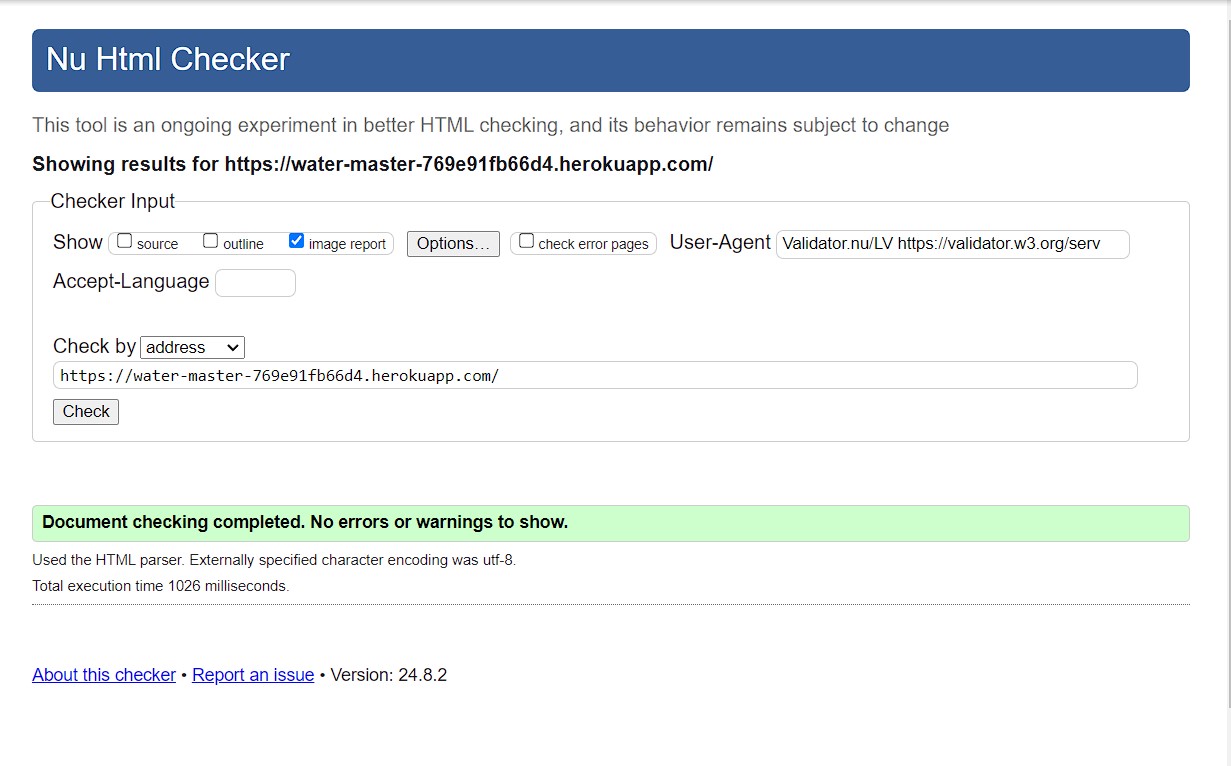 Nu Html Checker
This tool is an ongoing experiment in better HTML checking, and its behavior remains subject to change
Showing results for https://water-master-769e91fb66d4.herokuapp.com/
Checker Input
Show source outline image report Options... check error pages User-Agent Validator.nu/LV https://validator.w3.org/serv
Accept-Language
Check by address
https://water-master-769e91fb66d4.herokuapp.com/
Check
Document checking completed. No errors or warnings to show.
Used the HTML parser. Externally specified character encoding was utf-8.
Total execution time 1026 milliseconds.
About this checker • Report an issue • Version: 24.8.2